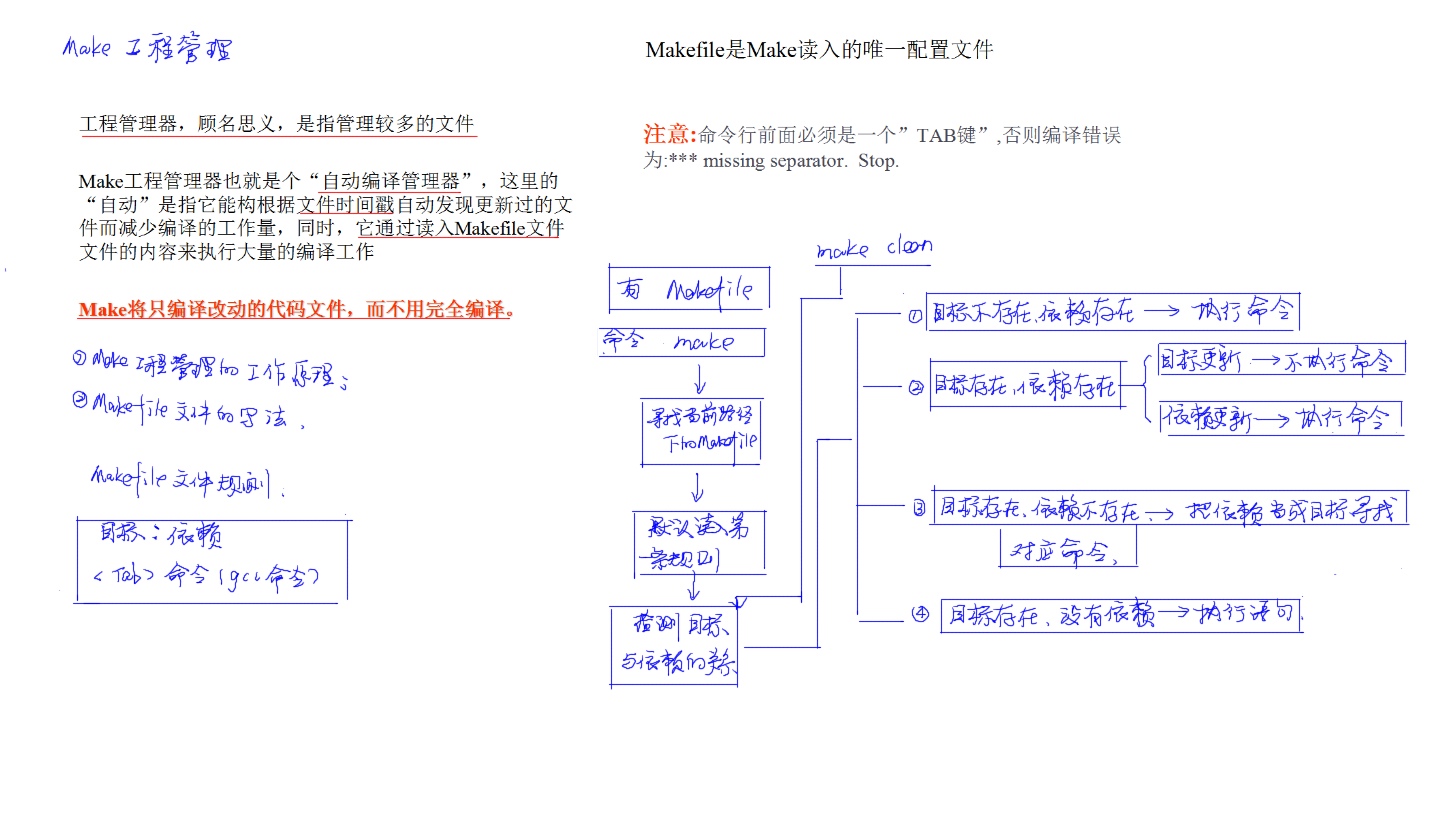 Make 工程管理
工程管理器，顾名思义，是指管理较多的文件
Make工程管理器也就是个“自动编译管理器”，这里的
“自动”是指它能构根据文件时间戳自动发现更新过的文
件而减少编译的工作量，同时，它通过读入Makefile文件
文件的内容来执行大量的编译工作
Make将只编译改动的代码文件，而不用完全编译。
① Make 工程管理的工作原理；
② Makefile 文件的写法.
Makefile 文件规则.
目标：依赖
<Tab> 命令(gcc 命令)
Makefile是Make读入的唯一配置文件
注意:命令行前面必须是一个”TAB键”,否则编译错误
为:*** missing separator.  Stop.
有 Makefile
命令 make
寻找当前路径
下的Makefile
默认读入第
一条规则
检测目标
与依赖的关系
make clean
① 目标不存在、依赖存在 → 执行命令
② 目标存在、依赖存在
目标更新 → 不执行命令
依赖更新 → 执行命令
③ 目标存在、依赖不存在、→ 把依赖当成目标寻找
对应命令、
④ 目标存在、没有依赖 → 执行语句.